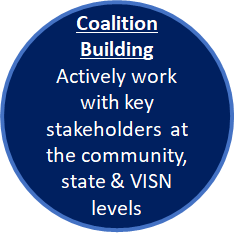 Coalition
Building
Actively work
with key
stakeholders at
the community,
state & VISN
levels